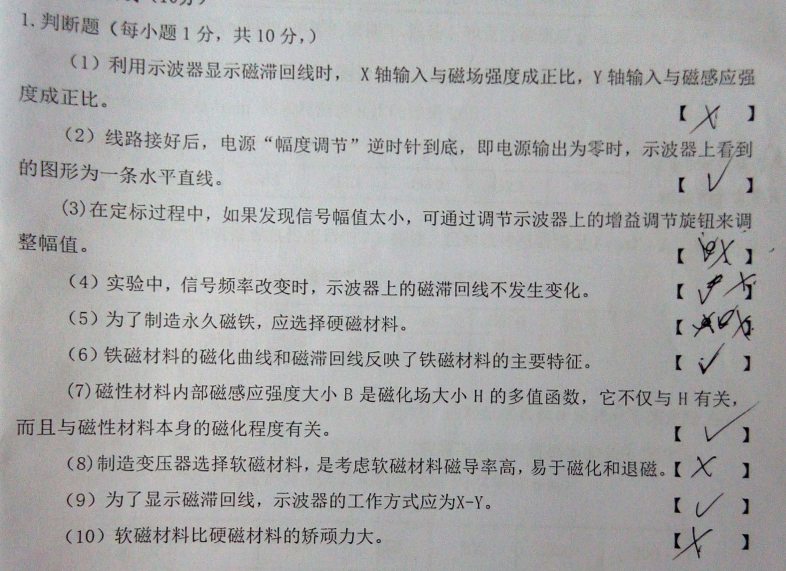 1.判断题（每小题1分，共10分，）
（1）利用示波器显示磁滞回线时， X轴输入与磁场强度成正比，Y轴输入与磁感应强
度成正比。 【 X 】
（2）线路接好后，电源“幅度调节”逆时针到底，即电源输出为零时，示波器上看到
的图形为一条水平直线。 【 √ 】
（3)在定标过程中，如果发现信号幅值太小，可通过调节示波器上的增益调节旋钮来调
整幅值。 【 X 】
（4）实验中，信号频率改变时，示波器上的磁滞回线不发生变化。 【 X 】
（5）为了制造永久磁铁，应选择硬磁材料。 【 】
（6）铁磁材料的磁化曲线和磁滞回线反映了铁磁材料的主要特征。 【 √ 】
（7)磁性材料内部磁感应强度大小 B 是磁化场大小 H 的多值函数，它不仅与 H 有关，
而且与磁性材料本身的磁化程度有关。 【 √ 】
（8)制造变压器选择软磁材料，是考虑软磁材料磁导率高，易于磁化和退磁。【 X 】
（9）为了显示磁滞回线，示波器的工作方式应为X-Y。 【 √ 】
（10）软磁材料比硬磁材料的矫顽力大。 【 X 】